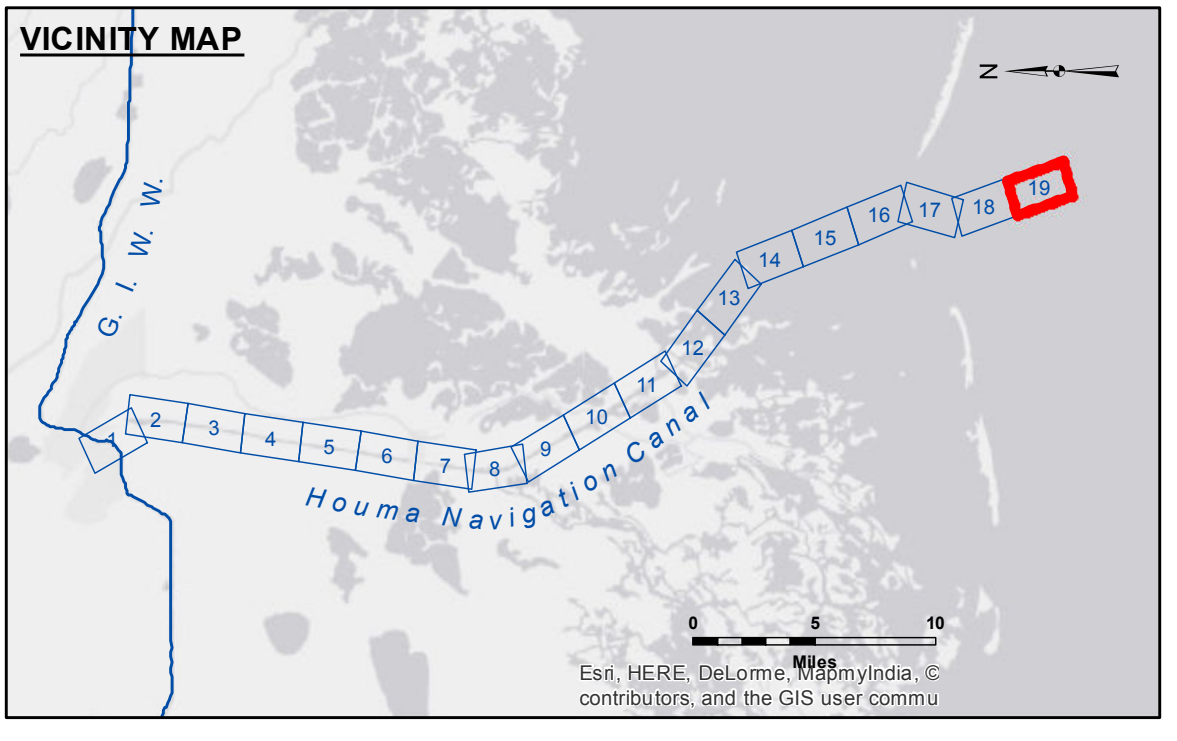 VICINITY MAP
N
G. I. W. W.
1
2
3
4
5
6
7
8
9
10
11
12
13
14
15
16
17
18
19
Houma Navigation Canal
0 5 10
Miles
Esri, HERE, DeLorme, MapmyIndia, ©
contributors, and the GIS user commu